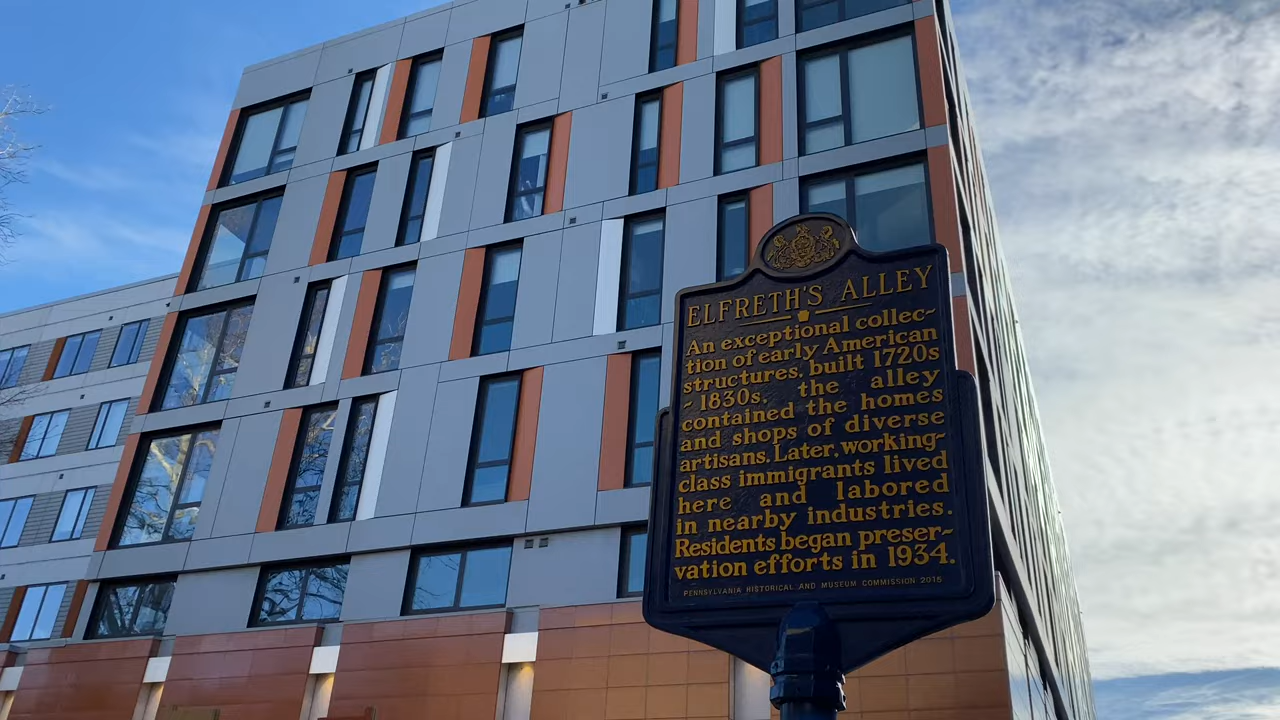 ELFRETH'S ALLEY
An exceptional collec-
tion of early American
structures, built 1720s
-1830s, the alley
contained the homes
and shops of diverse
artisans. Later, working-
class immigrants lived
here and labored
in nearby industries.
Residents began preser-
vation efforts in 1934.
PENNSYLVANIA HISTORICAL AND MUSEUM COMMISSION 2016